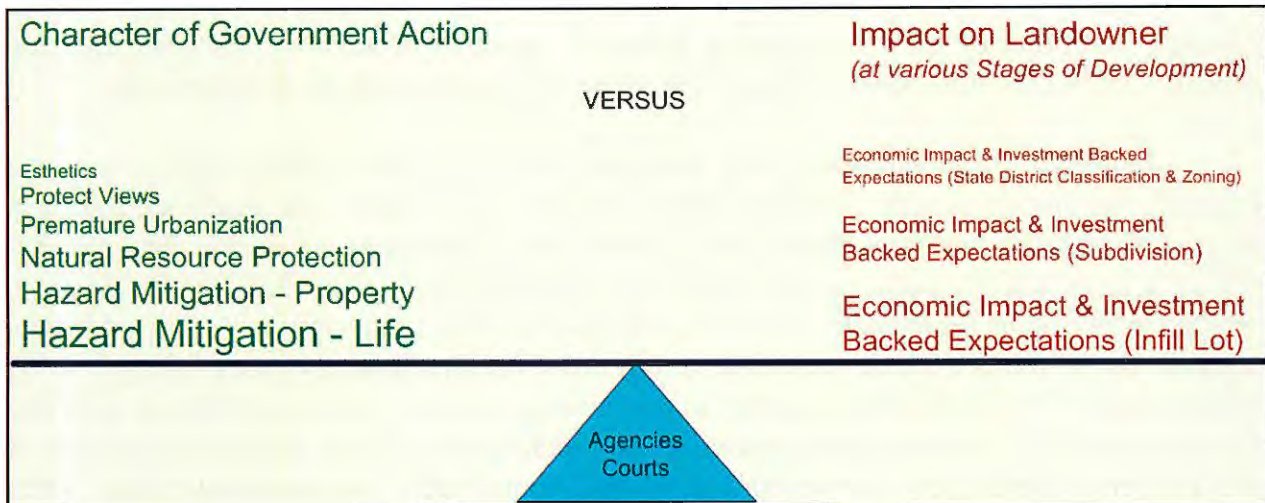 Character of Government Action
Impact on Landowner
(at various Stages of Development)
VERSUS
Esthetics
Protect Views
Premature Urbanization
Natural Resource Protection
Hazard Mitigation - Property
Hazard Mitigation - Life
Economic Impact & Investment Backed
Expectations (State District Classification & Zoning)
Economic Impact & Investment
Backed Expectations (Subdivision)
Economic Impact & Investment
Backed Expectations (Infill Lot)
Agencies
Courts